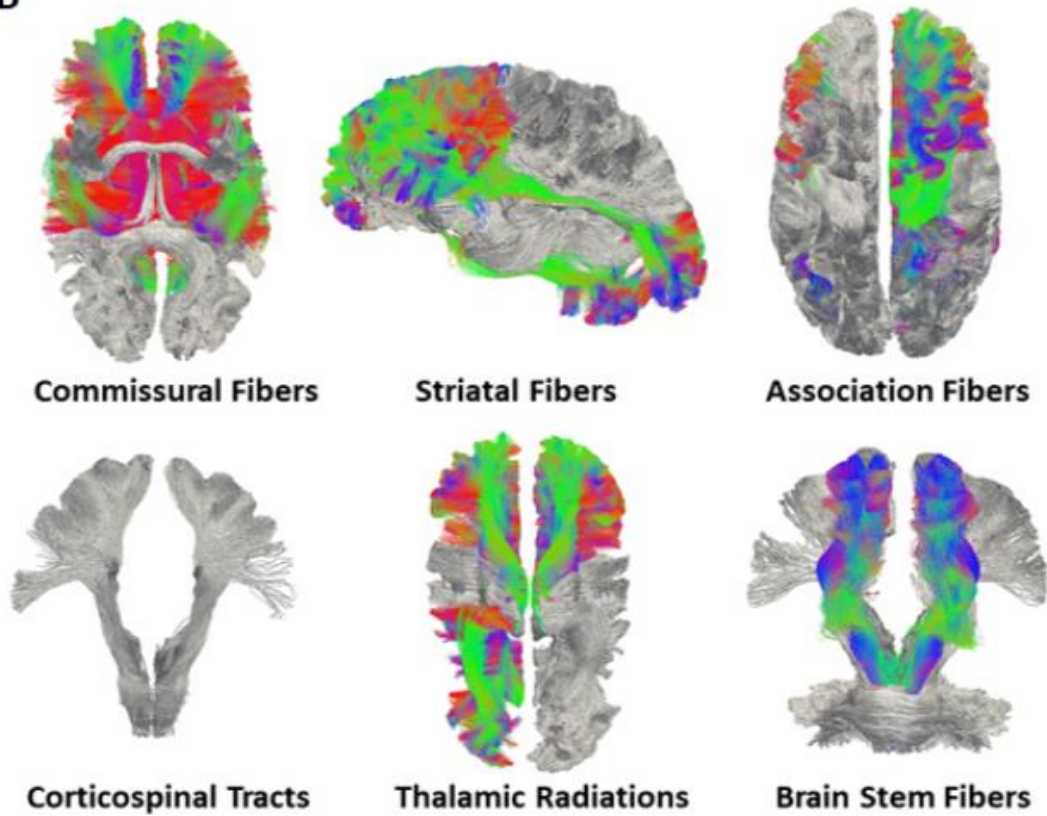 Commissural Fibers
Striatal Fibers
Association Fibers
Corticospinal Tracts
Thalamic Radiations
Brain Stem Fibers